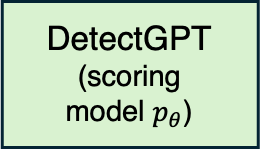 DetectGPT
(scoring
model 𝑝𝜃)